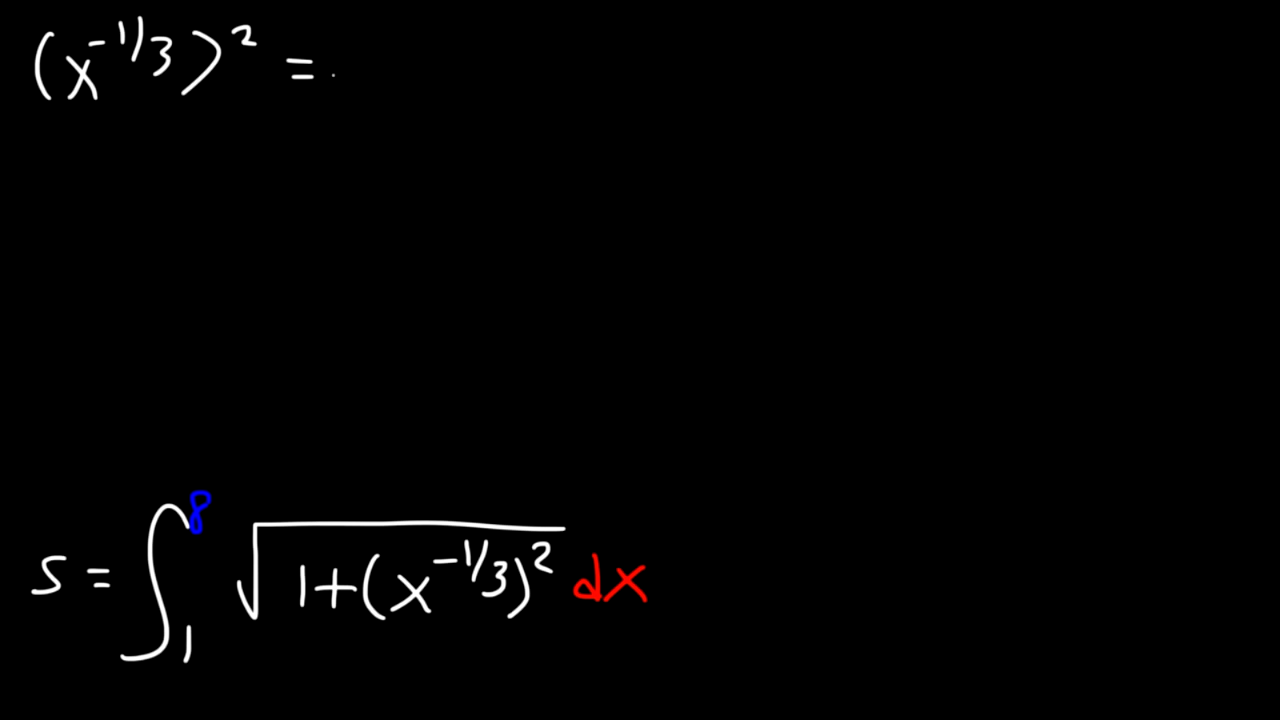 (x^{-1/3})^2 =
S = ∫_1^8 √(1+(x^{-1/3})^2) dx